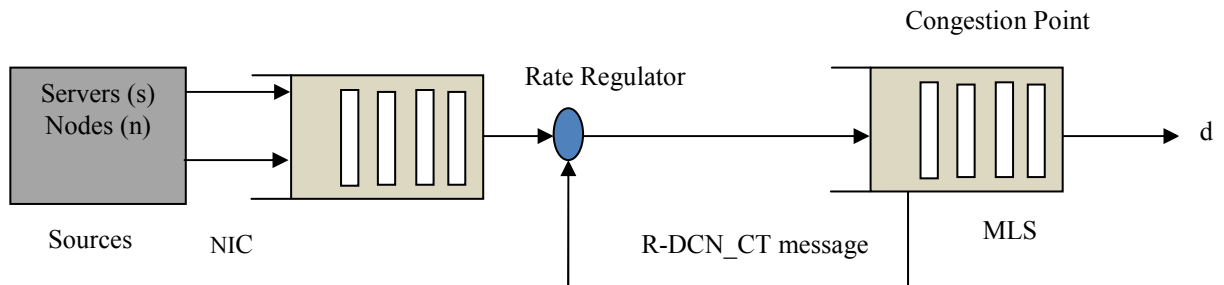 Congestion Point
Rate Regulator
Servers (s)
Nodes (n)
d
Sources
NIC
R-DCN_CT message
MLS